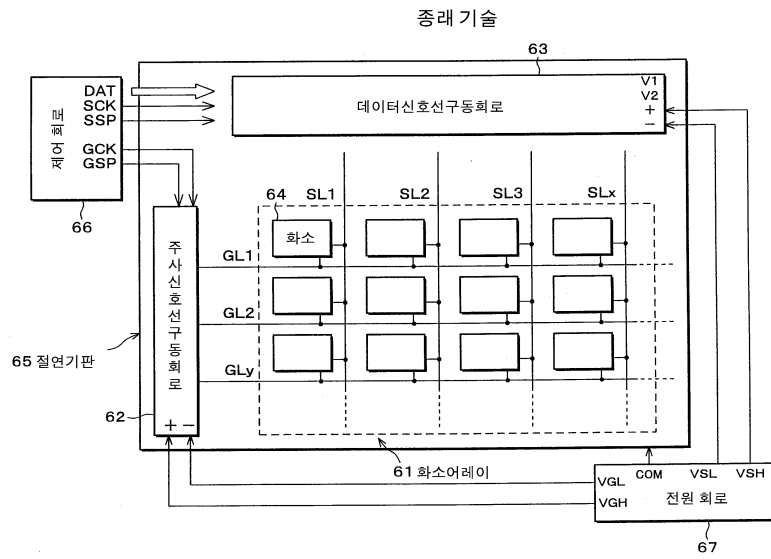 종래 기술
63
DAT
SCK
SSP
GCK
GSP
제어 회로
66
데이터신호선구동회로
V1
V2
+
−
SL1
SL2
SL3
SLx
64
화소
GL1
GL2
GLy
주사신호선구동회로
+ −
62
65 절연기판
61 화소어레이
VGL
VGH
COM
VSL
VSH
전원 회로
67